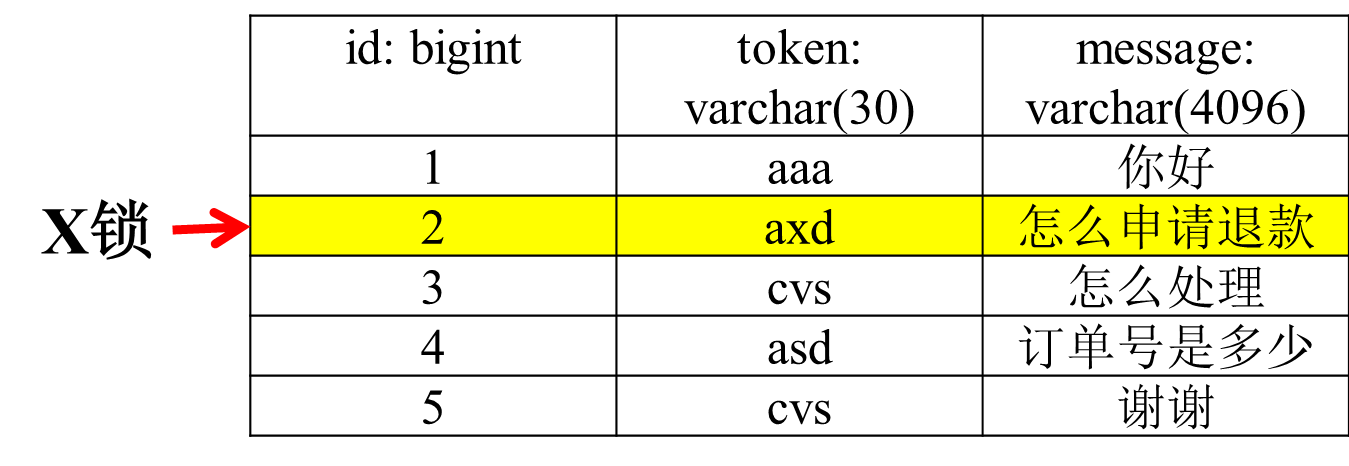 id: bigint token: message:
varchar(30) varchar(4096)
1 aaa 你好
X锁 2 axd 怎么申请退款
3 cvs 怎么处理
4 asd 订单号是多少
5 cvs 谢谢